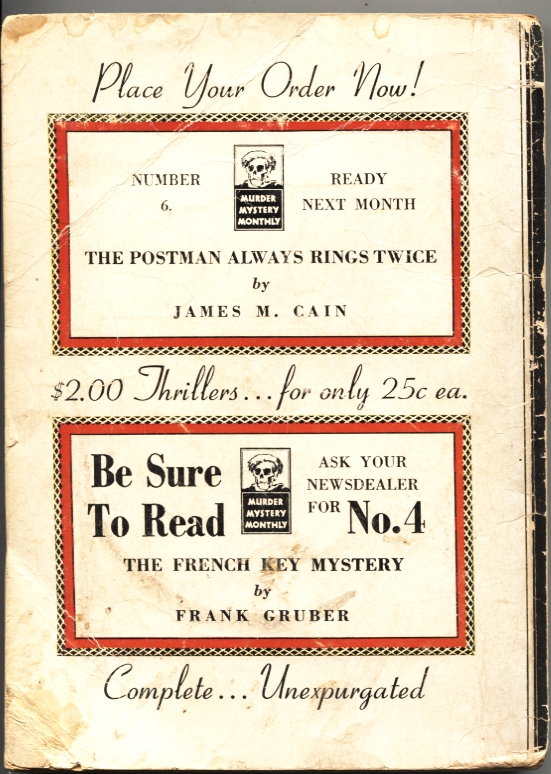 Place Your Order Now!
NUMBER
6.
MURDER
MYSTERY
MONTHLY
READY
NEXT MONTH
THE POSTMAN ALWAYS RINGS TWICE
by
JAMES M. CAIN
$2.00 Thrillers...for only 25c ea.
Be Sure
To Read
MURDER
MYSTERY
MONTHLY
ASK YOUR
NEWSDEALER
FOR No.4
THE FRENCH KEY MYSTERY
by
FRANK GRUBER
Complete... Unexpurgated